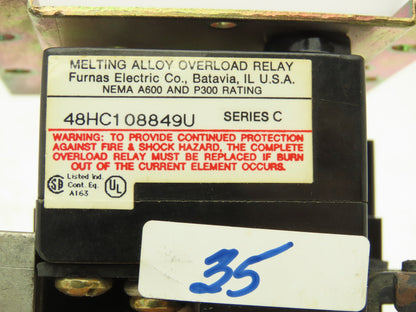 MELTING ALLOY OVERLOAD RELAY
Furnas Electric Co., Batavia, IL U.S.A.
NEMA A600 AND P300 RATING
48HC108849U SERIES C
WARNING: TO PROVIDE CONTINUED PROTECTION
AGAINST FIRE & SHOCK HAZARD, THE COMPLETE
OVERLOAD RELAY MUST BE REPLACED IF BURN
OUT OF THE CURRENT ELEMENT OCCURS.
SA Listed Ind. UL
Cont. Eq.
A163
35